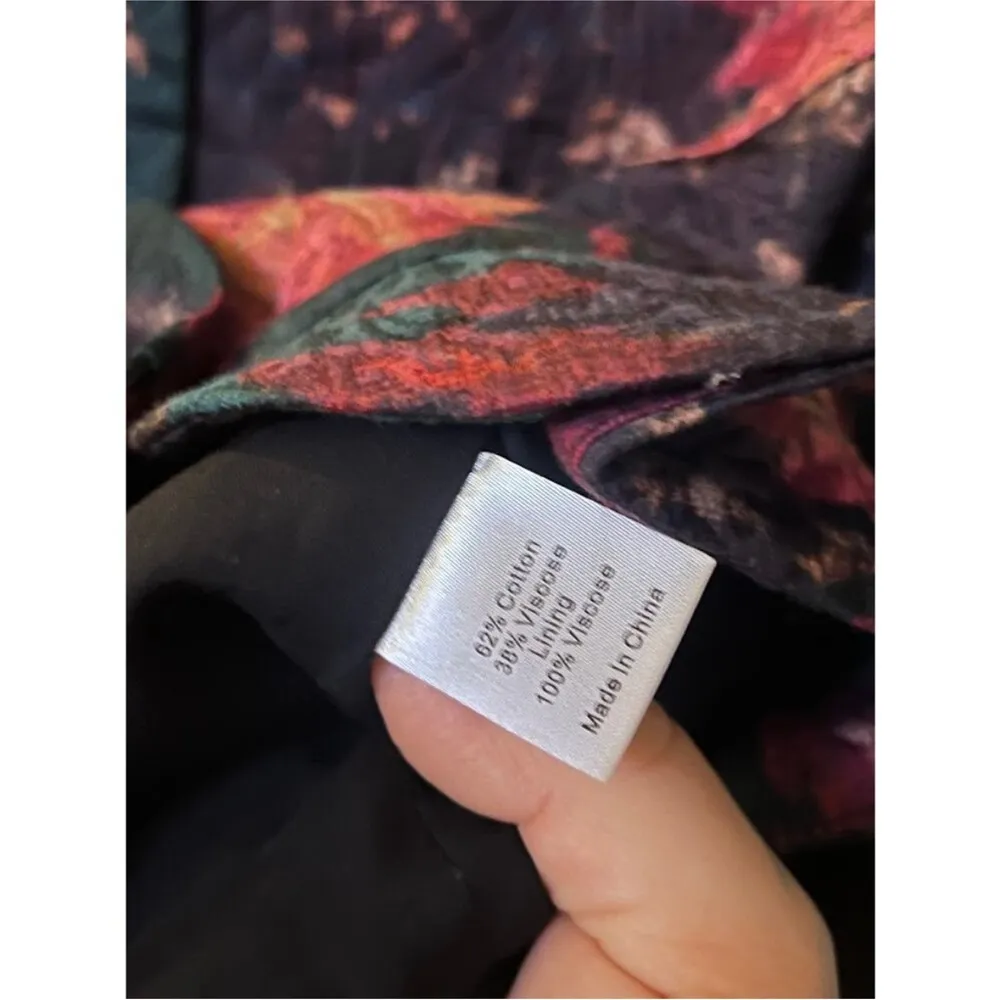 62% Cotton
38% Viscose
Lining
100% Viscose
Made In China